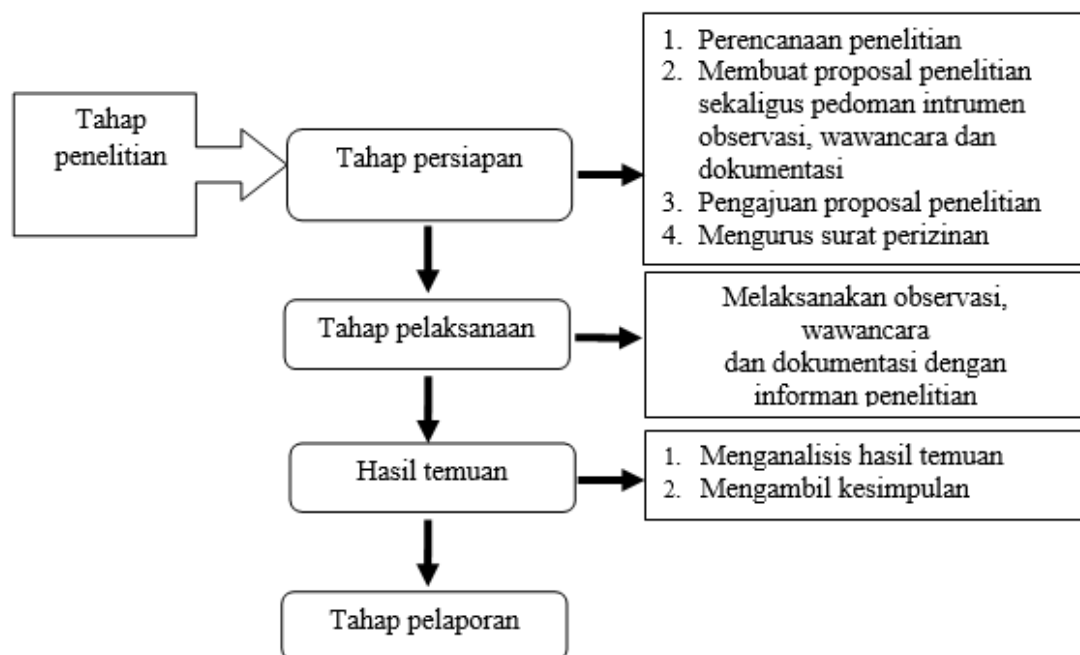 Tahap
penelitian
Tahap persiapan
1. Perencanaan penelitian
2. Membuat proposal penelitian
sekaligus pedoman intrumen
observasi, wawancara dan
dokumentasi
3. Pengajuan proposal penelitian
4. Mengurus surat perizinan
Tahap pelaksanaan
Melaksanakan observasi,
wawancara
dan dokumentasi dengan
informan penelitian
Hasil temuan
1. Menganalisis hasil temuan
2. Mengambil kesimpulan
Tahap pelaporan